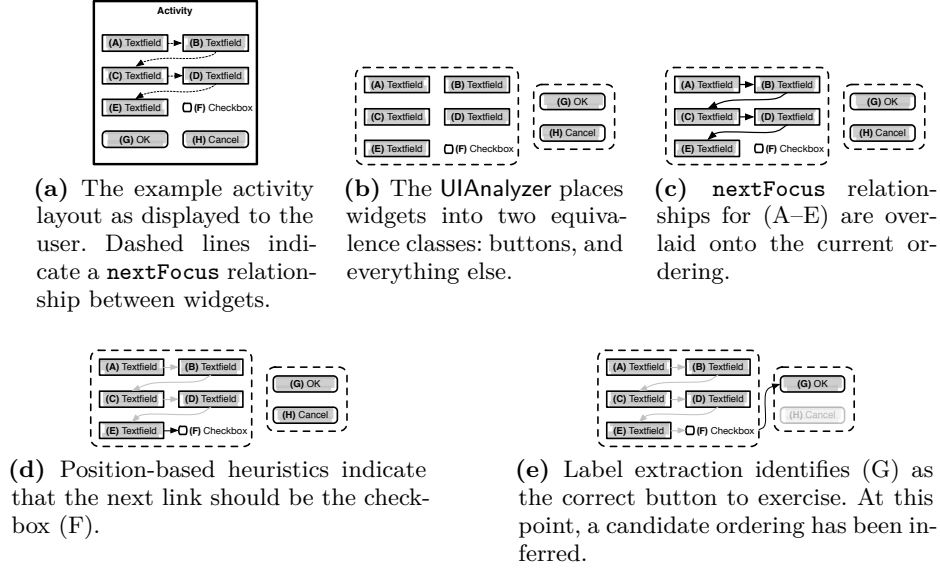 Activity
(A) Textfield (B) Textfield
(C) Textfield (D) Textfield
(E) Textfield (F) Checkbox
(G) OK (H) Cancel
(A) Textfield (B) Textfield
(C) Textfield (D) Textfield
(E) Textfield (F) Checkbox
(G) OK
(H) Cancel
(A) Textfield (B) Textfield
(C) Textfield (D) Textfield
(E) Textfield (F) Checkbox
(G) OK
(H) Cancel
(a) The example activity
layout as displayed to the
user. Dashed lines indi-
cate a nextFocus relation-
ship between widgets.
(b) The UIAnalyzer places
widgets into two equiva-
lence classes: buttons, and
everything else.
(c) nextFocus relation-
ships for (A–E) are over-
laid onto the current or-
dering.
(A) Textfield (B) Textfield
(C) Textfield (D) Textfield
(E) Textfield (F) Checkbox
(G) OK
(H) Cancel
(A) Textfield (B) Textfield
(C) Textfield (D) Textfield
(E) Textfield (F) Checkbox
(G) OK
(H) Cancel
(d) Position-based heuristics indicate
that the next link should be the check-
box (F).
(e) Label extraction identifies (G) as
the correct button to exercise. At this
point, a candidate ordering has been in-
ferred.